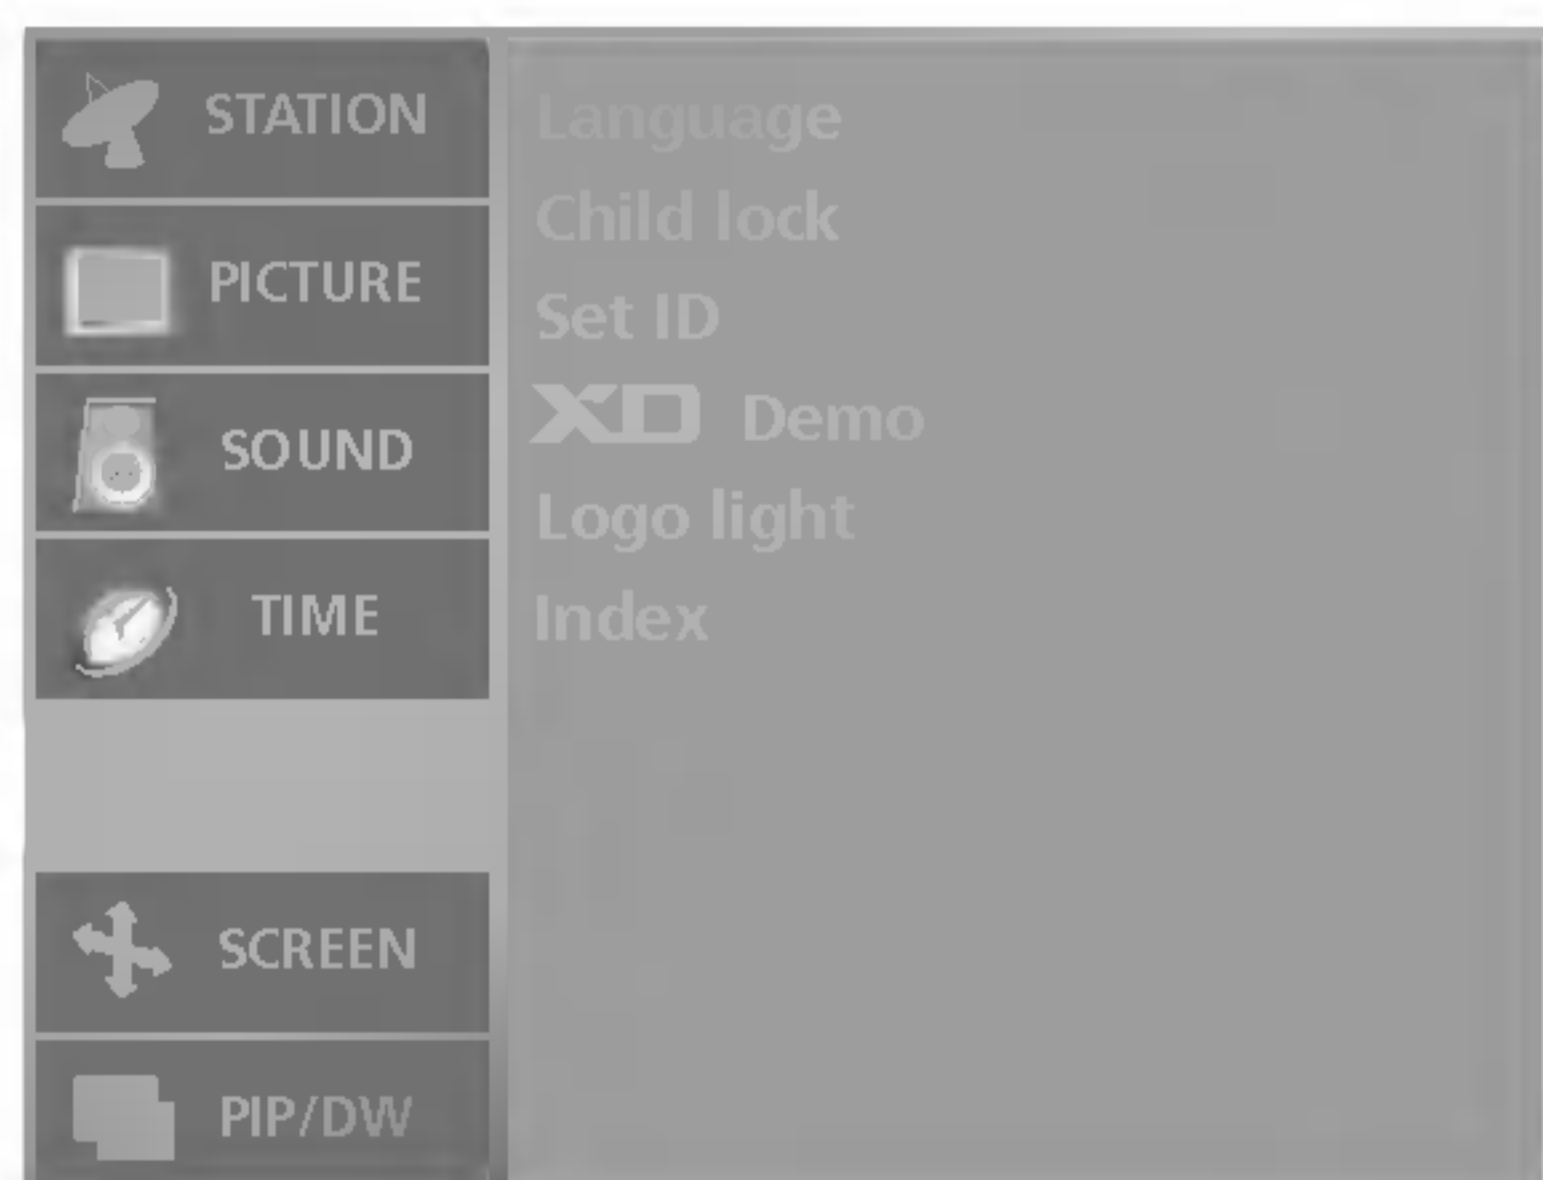 STATION
PICTURE
SOUND
TIME
SCREEN
PIP/DW
Language
Child lock
Set ID
XD Demo
Logo light
Index